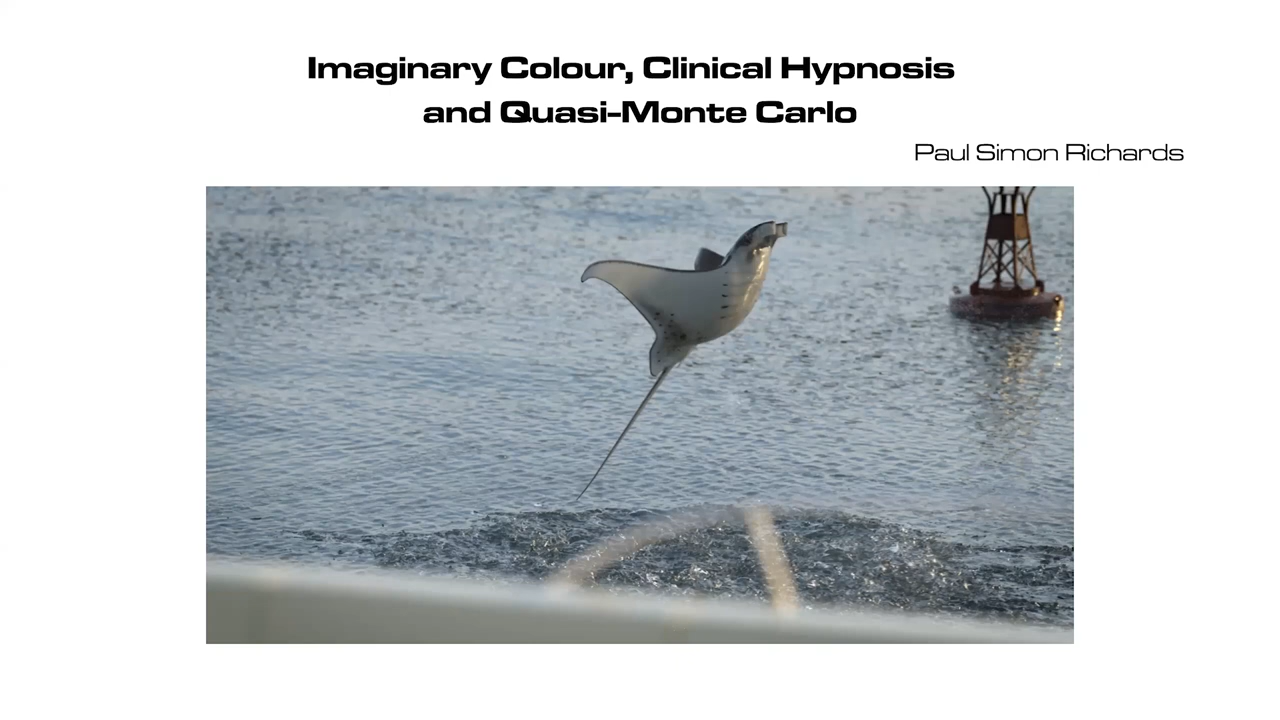 Imaginary Colour, Clinical Hypnosis
and Quasi-Monte Carlo
Paul Simon Richards